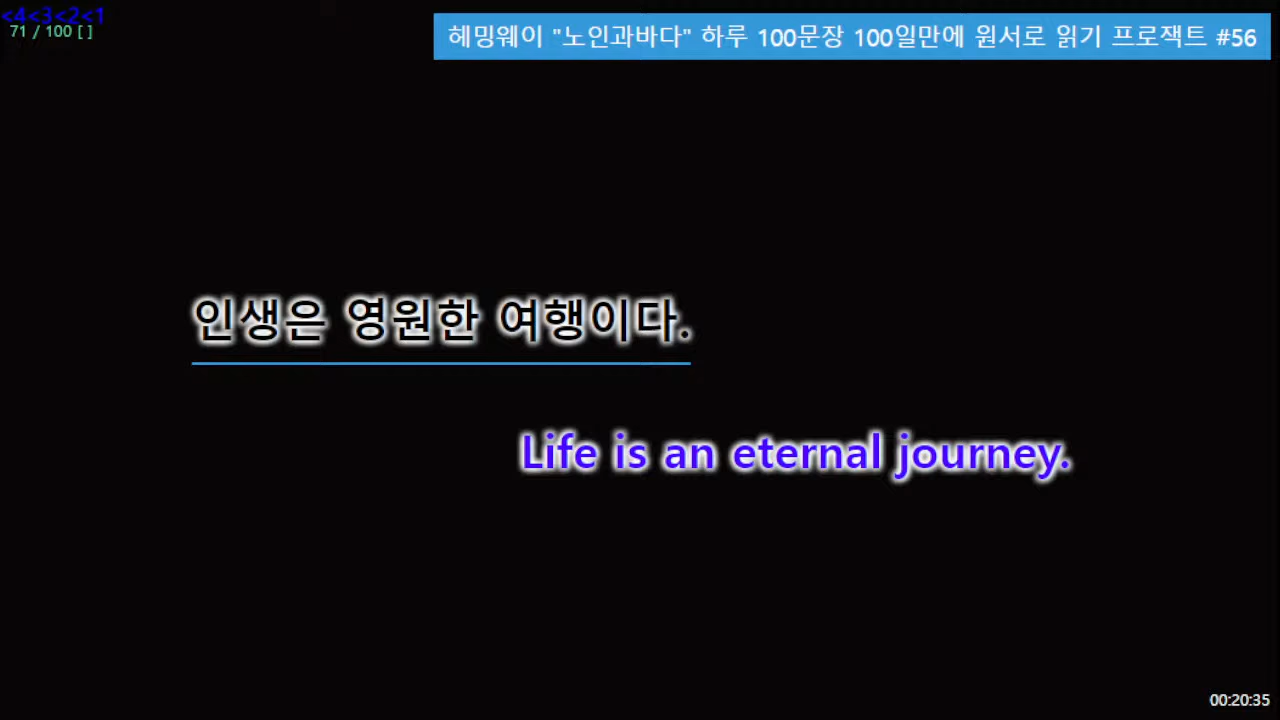 <4<3<2<1
71 / 100 [ ]
헤밍웨이 "노인과바다" 하루 100문장 100일만에 원서로 읽기 프로잭트 #56
인생은 영원한 여행이다.
Life is an eternal journey.
00:20:35